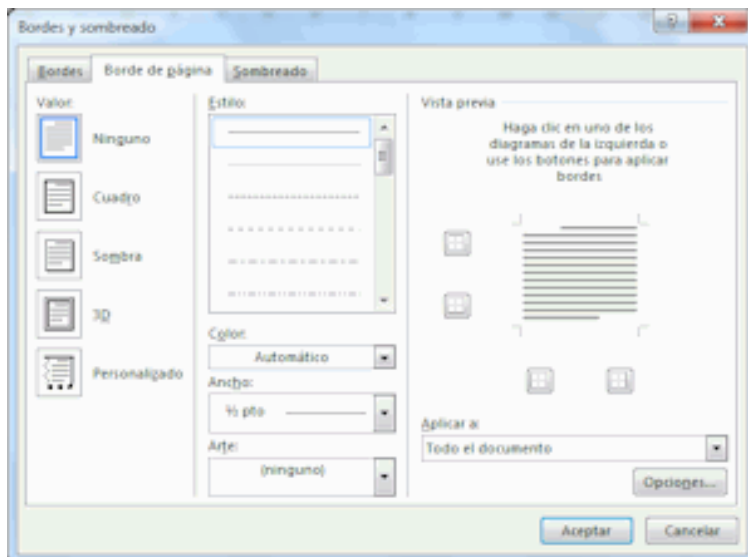 Bordes y sombreado
Bordes
Borde de página
Sombreado
Valor:
Ninguno
Cuadro
Sombra
3D
Personalizado
Estilo:
Color:
Automático
Ancho:
½ pto
Arte:
(ninguno)
Vista previa
Haga clic en uno de los
diagramas de la izquierda o
use los botones para aplicar
bordes
Aplicar a:
Todo el documento
Opciones...
Aceptar
Cancelar